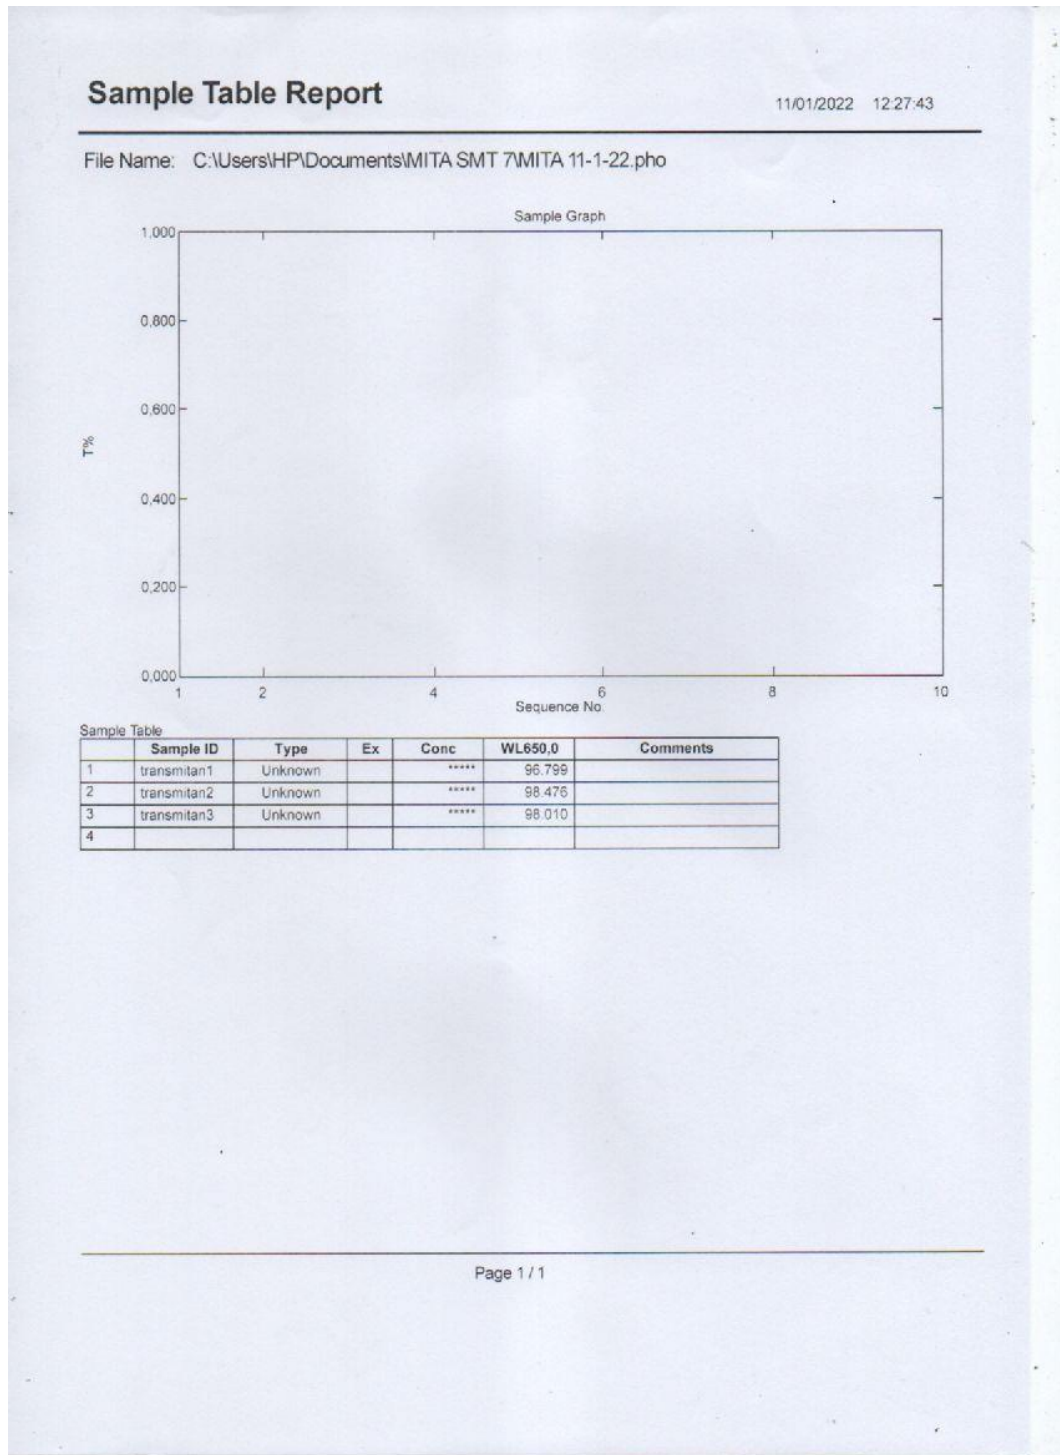 Sample Table Report
11/01/2022 12:27:43
File Name: C:\Users\HP\Documents\MITA SMT 7\MITA 11-1-22.pho
Sample Graph
1,000
0,800
0,600
0,400
0,200
0,000
T%
1 2 4 6 8 10
Sequence No.
Sample Table
Sample ID Type Ex Conc WL650,0 Comments
1 transmitan1 Unknown ***** 96.799
2 transmitan2 Unknown ***** 98.476
3 transmitan3 Unknown ***** 98.010
4
Page 1 / 1